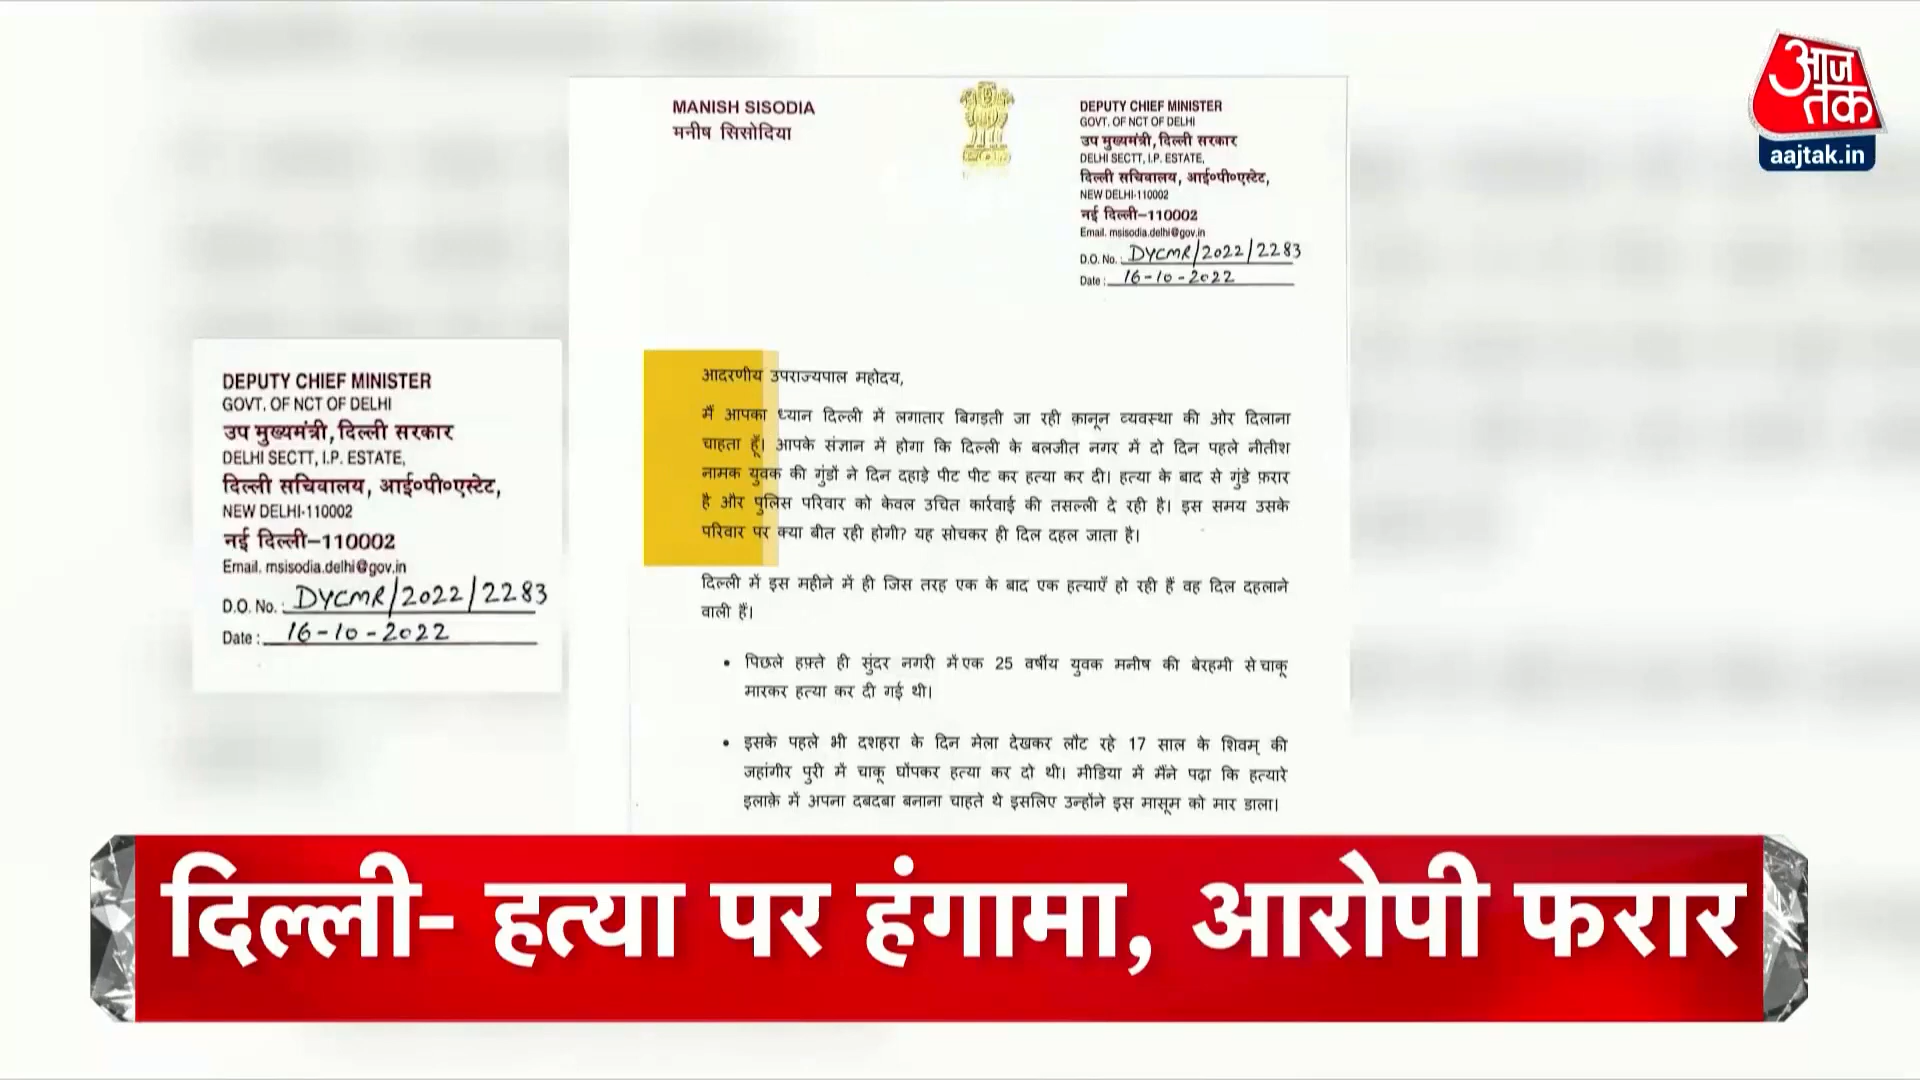 MANISH SISODIA
मनीष सिसोदिया
DEPUTY CHIEF MINISTER
GOVT. OF NCT OF DELHI
उप मुख्यमंत्री, दिल्ली सरकार
DELHI SECTT, I.P. ESTATE,
दिल्ली सचिवालय, आई०पी०एस्टेट,
NEW DELHI-110002
नई दिल्ली-110002
Email. msisodia.delhi@gov.in
D.O. No. : DYCMR/2022/2283
Date : 16-10-2022
आज तक
aajtak.in
DEPUTY CHIEF MINISTER
GOVT. OF NCT OF DELHI
उप मुख्यमंत्री, दिल्ली सरकार
DELHI SECTT, I.P. ESTATE,
दिल्ली सचिवालय, आई०पी०एस्टेट,
NEW DELHI-110002
नई दिल्ली-110002
Email. msisodia.delhi@gov.in
D.O. No. : DYCMR/2022/2283
Date : 16-10-2022
आदरणीय उपराज्यपाल महोदय,
मैं आपका ध्यान दिल्ली में लगातार बिगड़ती जा रही क़ानून व्यवस्था की ओर दिलाना
चाहता हूँ। आपके संज्ञान में होगा कि दिल्ली के बलजीत नगर में दो दिन पहले नीतीश
नामक युवक की गुंडों ने दिन दहाड़े पीट पीट कर हत्या कर दी। हत्या के बाद से गुंडे फ़रार
है और पुलिस परिवार को केवल उचित कार्रवाई की तसल्ली दे रही है। इस समय उसके
परिवार पर क्या बीत रही होगी? यह सोचकर ही दिल दहल जाता है।
दिल्ली में इस महीने में ही जिस तरह एक के बाद एक हत्याएँ हो रही हैं वह दिल दहलाने
वाली हैं।
• पिछले हफ़्ते ही सुंदर नगरी में एक 25 वर्षीय युवक मनीष की बेरहमी से चाकू
मारकर हत्या कर दी गई थी।
• इसके पहले भी दशहरा के दिन मेला देखकर लौट रहे 17 साल के शिवम् की
जहांगीर पुरी में चाकू घोंपकर हत्या कर दी थी। मीडिया में मैंने पढ़ा कि हत्यारे
इलाक़े में अपना दबदबा बनाना चाहते थे इसलिए उन्होंने इस मासूम को मार डाला।
दिल्ली- हत्या पर हंगामा, आरोपी फरार